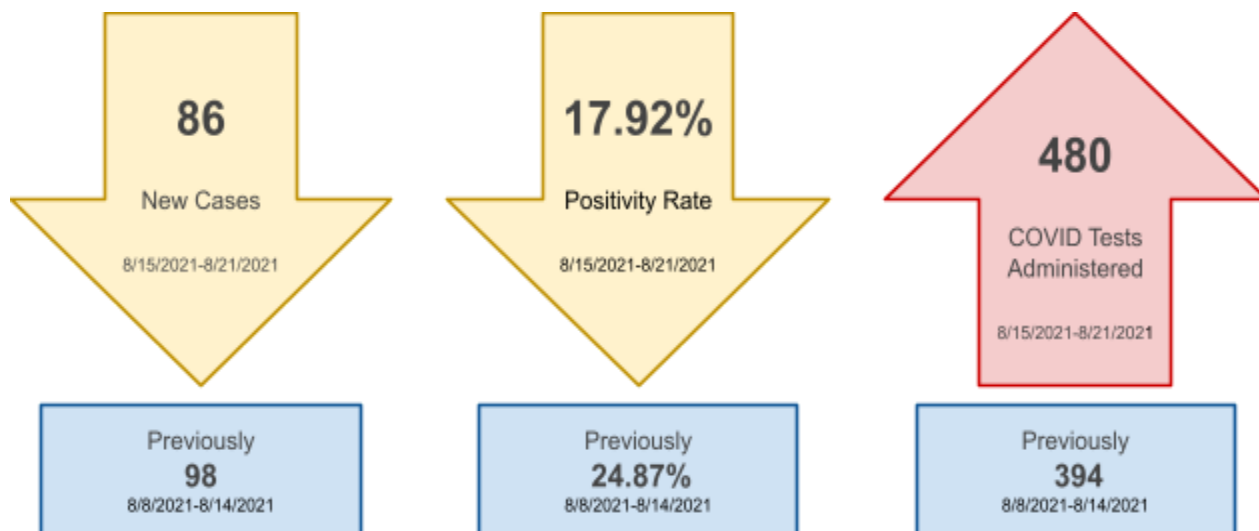 86
New Cases
8/15/2021-8/21/2021
Previously
98
8/8/2021-8/14/2021
17.92%
Positivity Rate
8/15/2021-8/21/2021
Previously
24.87%
8/8/2021-8/14/2021
480
COVID Tests
Administered
8/15/2021-8/21/2021
Previously
394
8/8/2021-8/14/2021